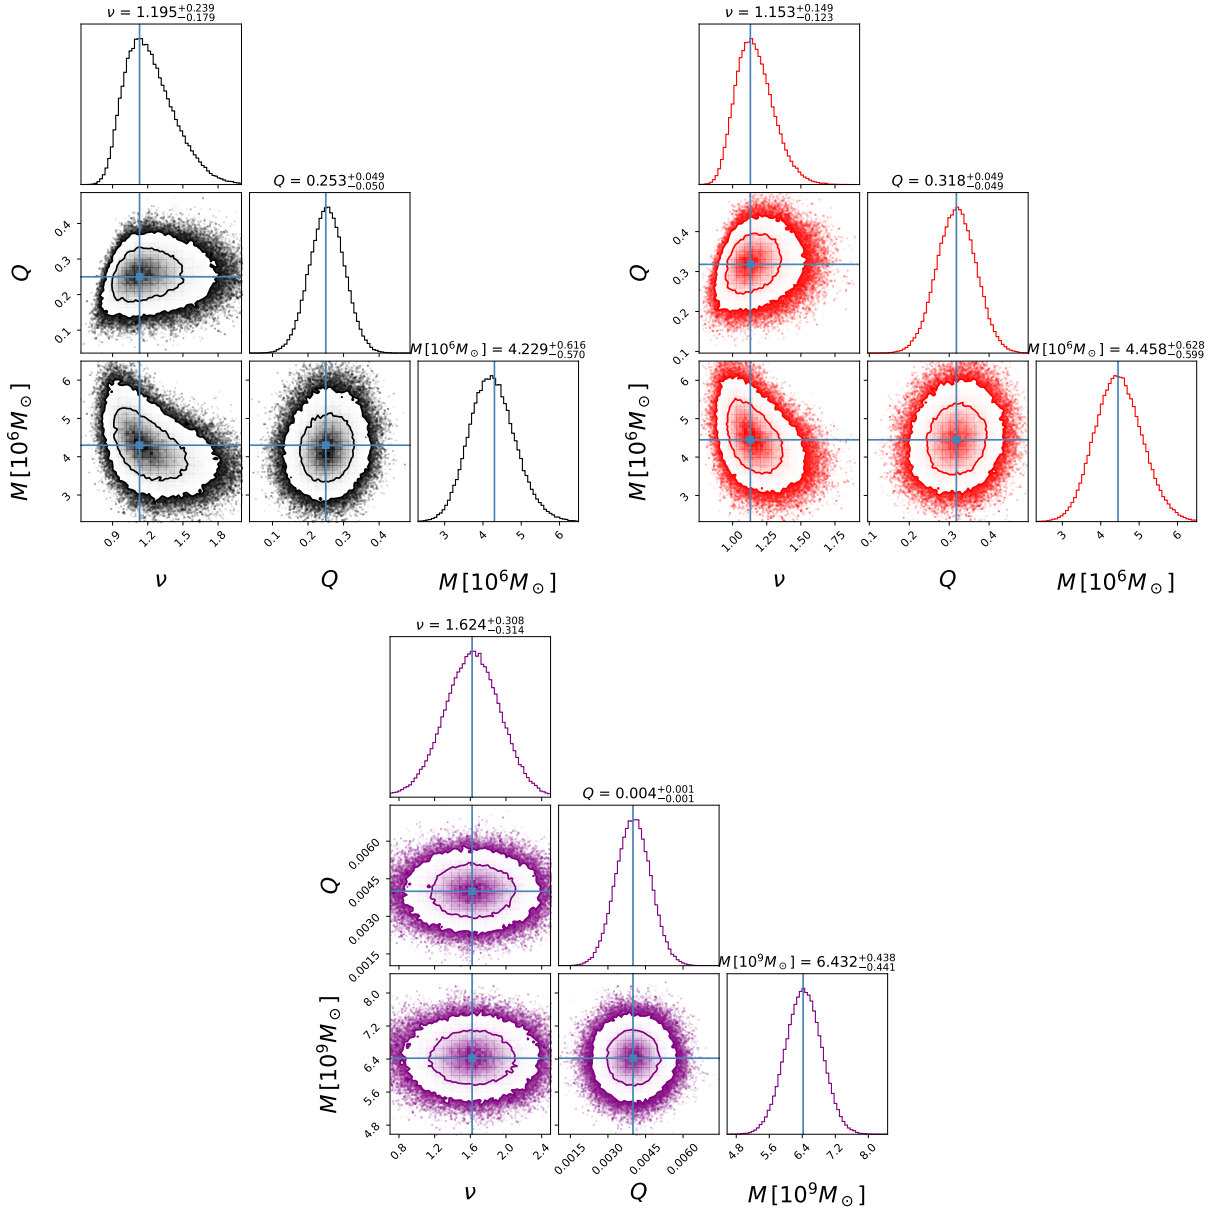 ν = 1.195 +0.239 −0.179
Q = 0.253 +0.049 −0.050
M [10⁶M⊙] = 4.229 +0.616 −0.570
Q
0.4
0.3
0.2
0.1
M [10⁶M⊙]
6
5
4
3
0.9 1.2 1.5 1.8
0.1 0.2 0.3 0.4
3 4 5 6
ν Q M [10⁶M⊙]
ν = 1.153 +0.149 −0.123
Q = 0.318 +0.049 −0.049
M [10⁶M⊙] = 4.458 +0.628 −0.599
Q
0.4
0.3
0.2
0.1
M [10⁶M⊙]
6
5
4
3
1.00 1.25 1.50 1.75
0.1 0.2 0.3 0.4
3 4 5 6
ν Q M [10⁶M⊙]
ν = 1.624 +0.308 −0.314
Q = 0.004 +0.001 −0.001
M [10⁹M⊙] = 6.432 +0.438 −0.441
Q
0.0060
0.0045
0.0030
0.0015
M [10⁹M⊙]
8.0
7.2
6.4
5.6
4.8
0.8 1.2 1.6 2.0 2.4
0.0015 0.0030 0.0045 0.0060
4.8 5.6 6.4 7.2 8.0
ν Q M [10⁹M⊙]